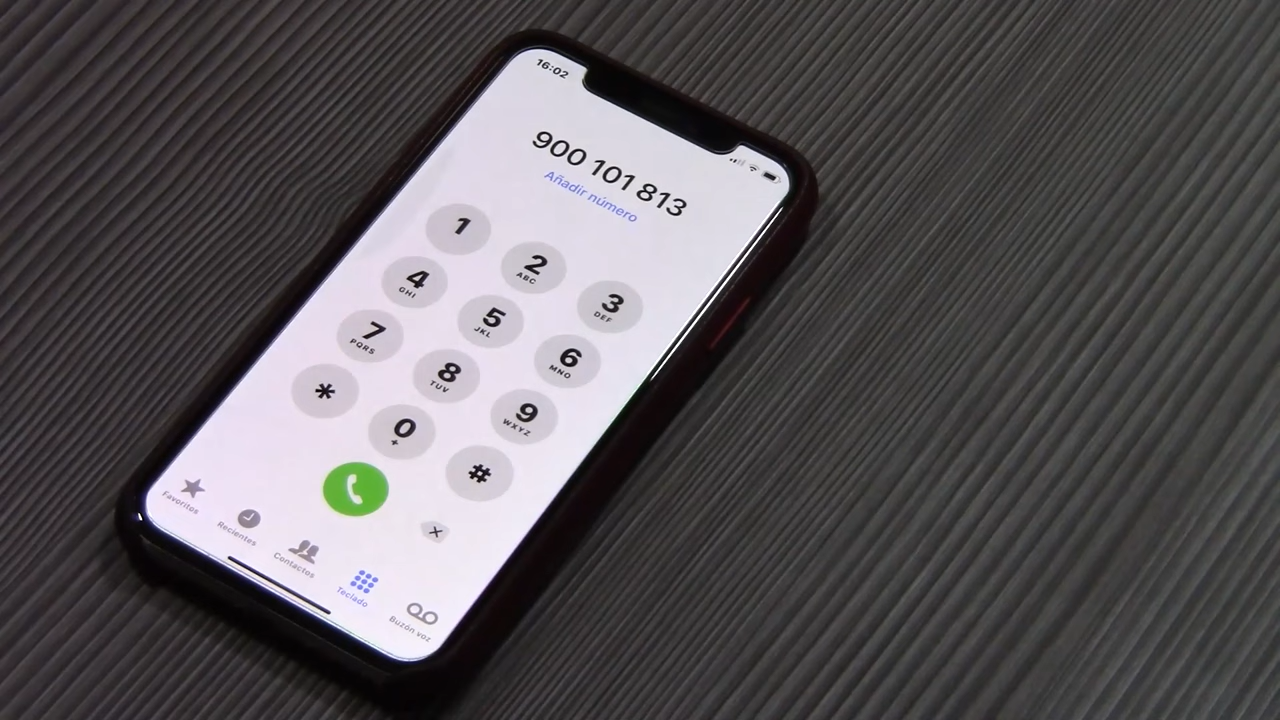 16:02
900 101 813
Añadir número
1
2
ABC
3
DEF
4
GHI
5
JKL
6
MNO
7
PQRS
8
TUV
9
WXYZ
*
0
+
#
Favoritos
Recientes
Contactos
Teclado
Buzón voz